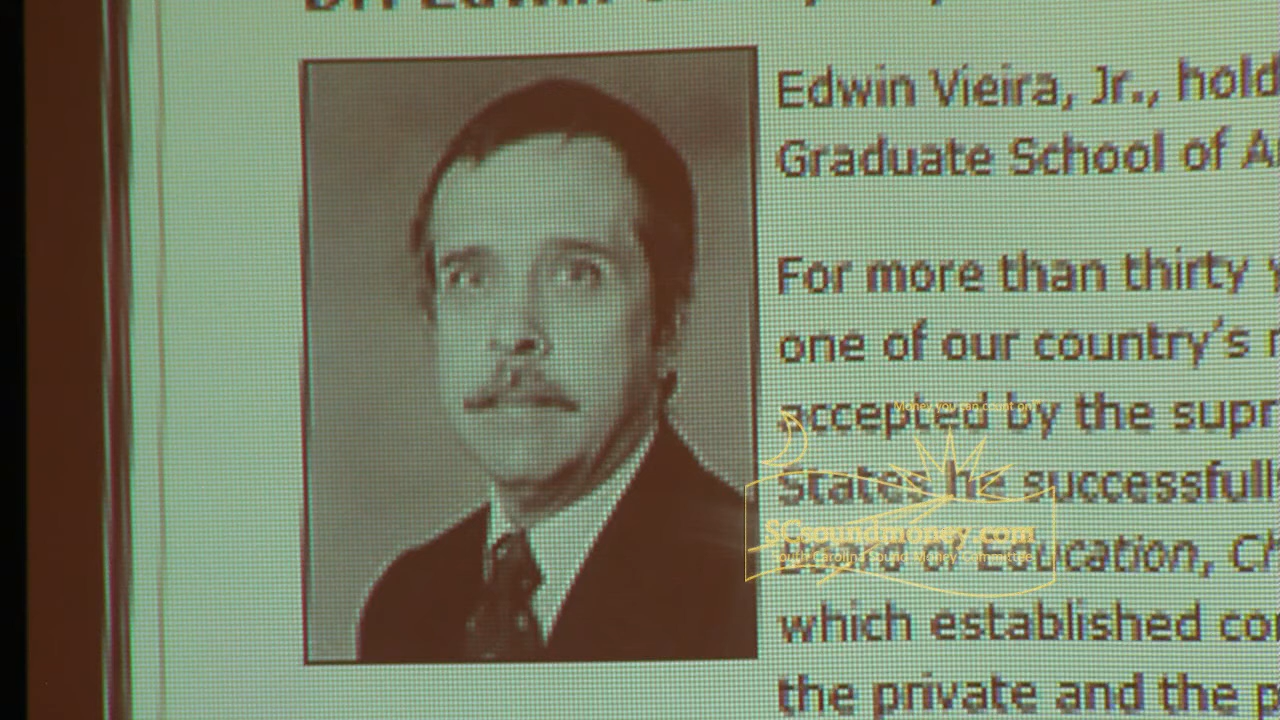 Edwin Vieira, Jr., hold
Graduate School of A
For more than thirty
one of our country's
accepted by the supr
States he successfull
Board of Education, Ch
which established co
the private and the p
Money you can count on!
SCsoundmoney.com
South Carolina Sound Money Committee